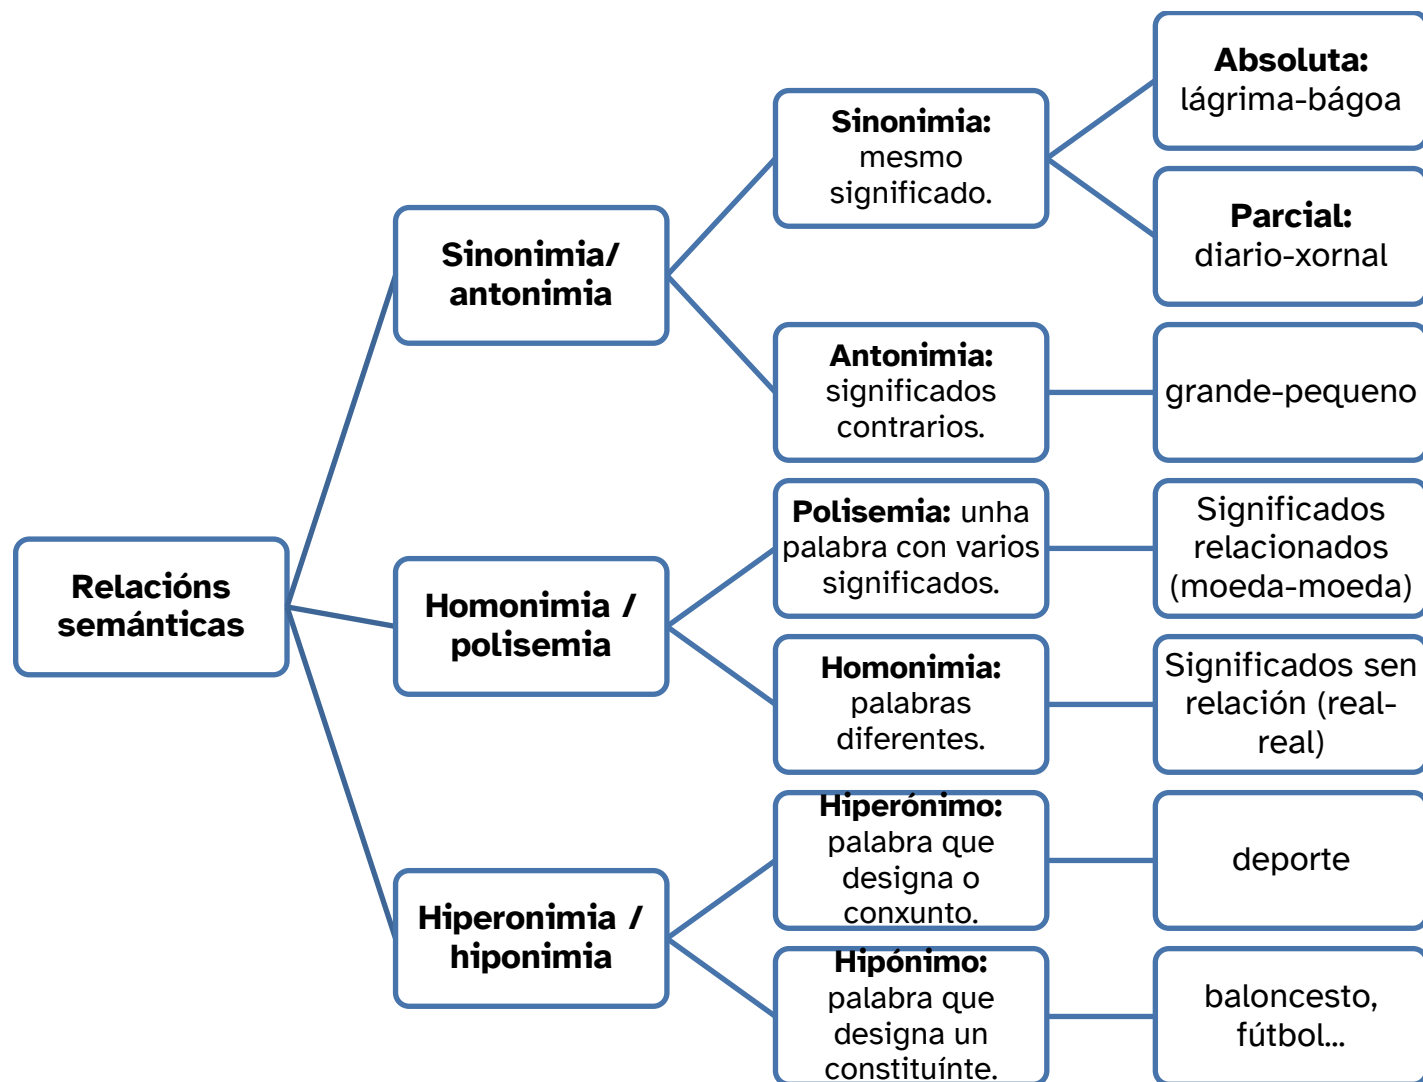 Relacións
semánticas
Sinonimia/
antonimia
Sinonimia:
mesmo
significado.
Absoluta:
lágrima-bágoa
Parcial:
diario-xornal
Antonimia:
significados
contrarios.
grande-pequeno
Homonimia /
polisemia
Polisemia: unha
palabra con varios
significados.
Significados
relacionados
(moeda-moeda)
Homonimia:
palabras
diferentes.
Significados sen
relación (real-
real)
Hiperonimia /
hiponimia
Hiperónimo:
palabra que
designa o
conxunto.
deporte
Hipónimo:
palabra que
designa un
constituínte.
baloncesto,
fútbol...